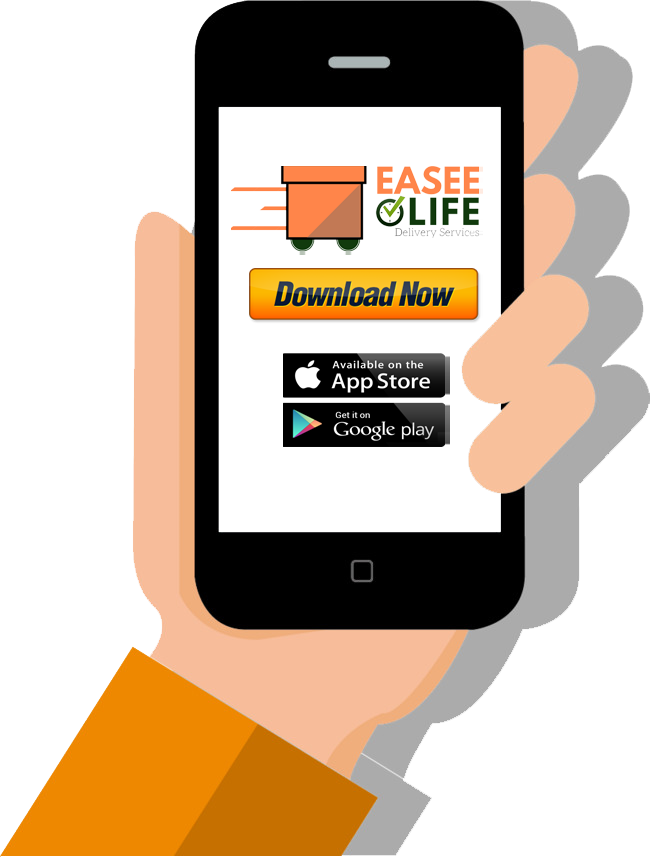 EASEE
LIFE
Delivery Services
Download Now
Available on the
App Store
Get it on
Google play